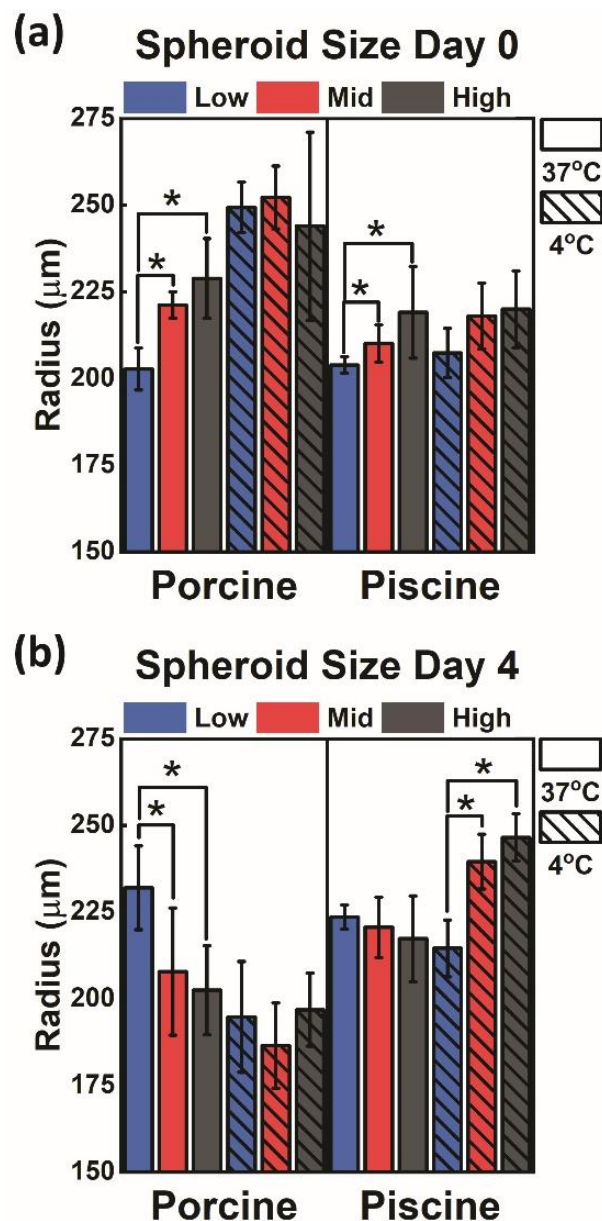 (a) Spheroid Size Day 0
Low Mid High
275
250
225
200
175
150
Radius (μm)
* * * *
37°C
4°C
Porcine Piscine
(b) Spheroid Size Day 4
Low Mid High
275
250
225
200
175
150
Radius (μm)
* * * *
37°C
4°C
Porcine Piscine